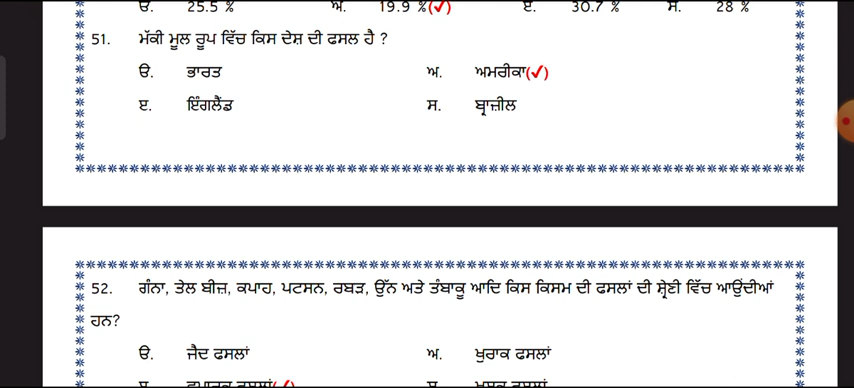 ੳ. 25.5 % ਅ. 19.9 %(✓) ੲ. 30.7 % ਸ. 28 %
51. ਮੱਕੀ ਮੂਲ ਰੂਪ ਵਿੱਚ ਕਿਸ ਦੇਸ਼ ਦੀ ਫਸਲ ਹੈ ?
ੳ. ਭਾਰਤ ਅ. ਅਮਰੀਕਾ(✓)
ੲ. ਇੰਗਲੈਂਡ ਸ. ਬ੍ਰਾਜ਼ੀਲ
52. ਗੰਨਾ, ਤੇਲ ਬੀਜ਼, ਕਪਾਹ, ਪਟਸਨ, ਰਬੜ, ਉੱਨ ਅਤੇ ਤੰਬਾਕੂ ਆਦਿ ਕਿਸ ਕਿਸਮ ਦੀ ਫਸਲਾਂ ਦੀ ਸ਼੍ਰੇਣੀ ਵਿੱਚ ਆਉਂਦੀਆਂ
ਹਨ?
ੳ. ਜੈਦ ਫਸਲਾਂ ਅ. ਖੁਰਾਕ ਫਸਲਾਂ